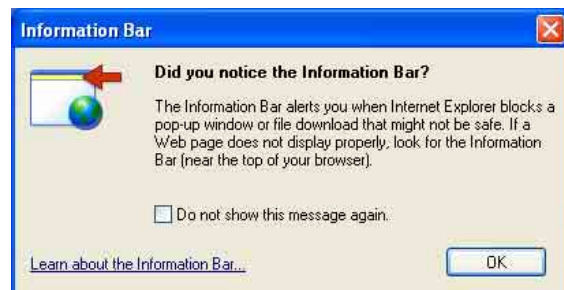 Information Bar
Did you notice the Information Bar?
The Information Bar alerts you when Internet Explorer blocks a
pop-up window or file download that might not be safe. If a
Web page does not display properly, look for the Information
Bar (near the top of your browser).
Do not show this message again.
Learn about the Information Bar...
OK